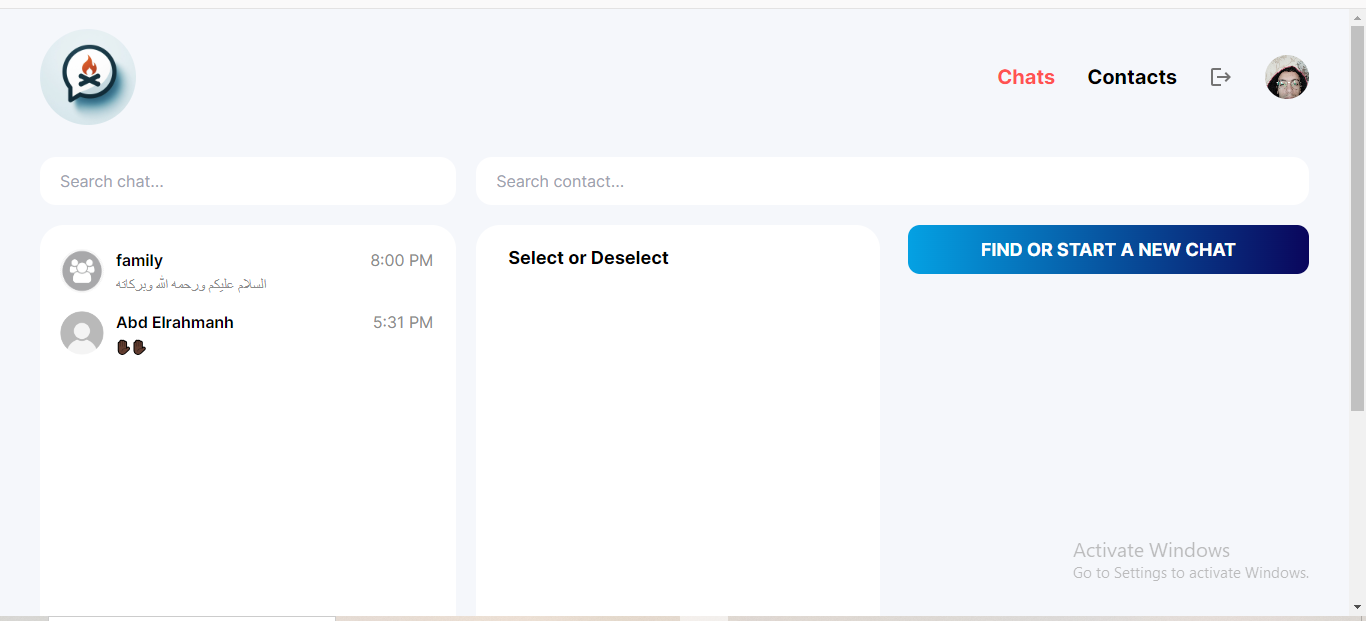 Chats
Contacts
Search chat...
Search contact...
family
8:00 PM
السلام عليكم ورحمه الله وبركاته
Abd Elrahmanh
5:31 PM
Select or Deselect
FIND OR START A NEW CHAT
Activate Windows
Go to Settings to activate Windows.